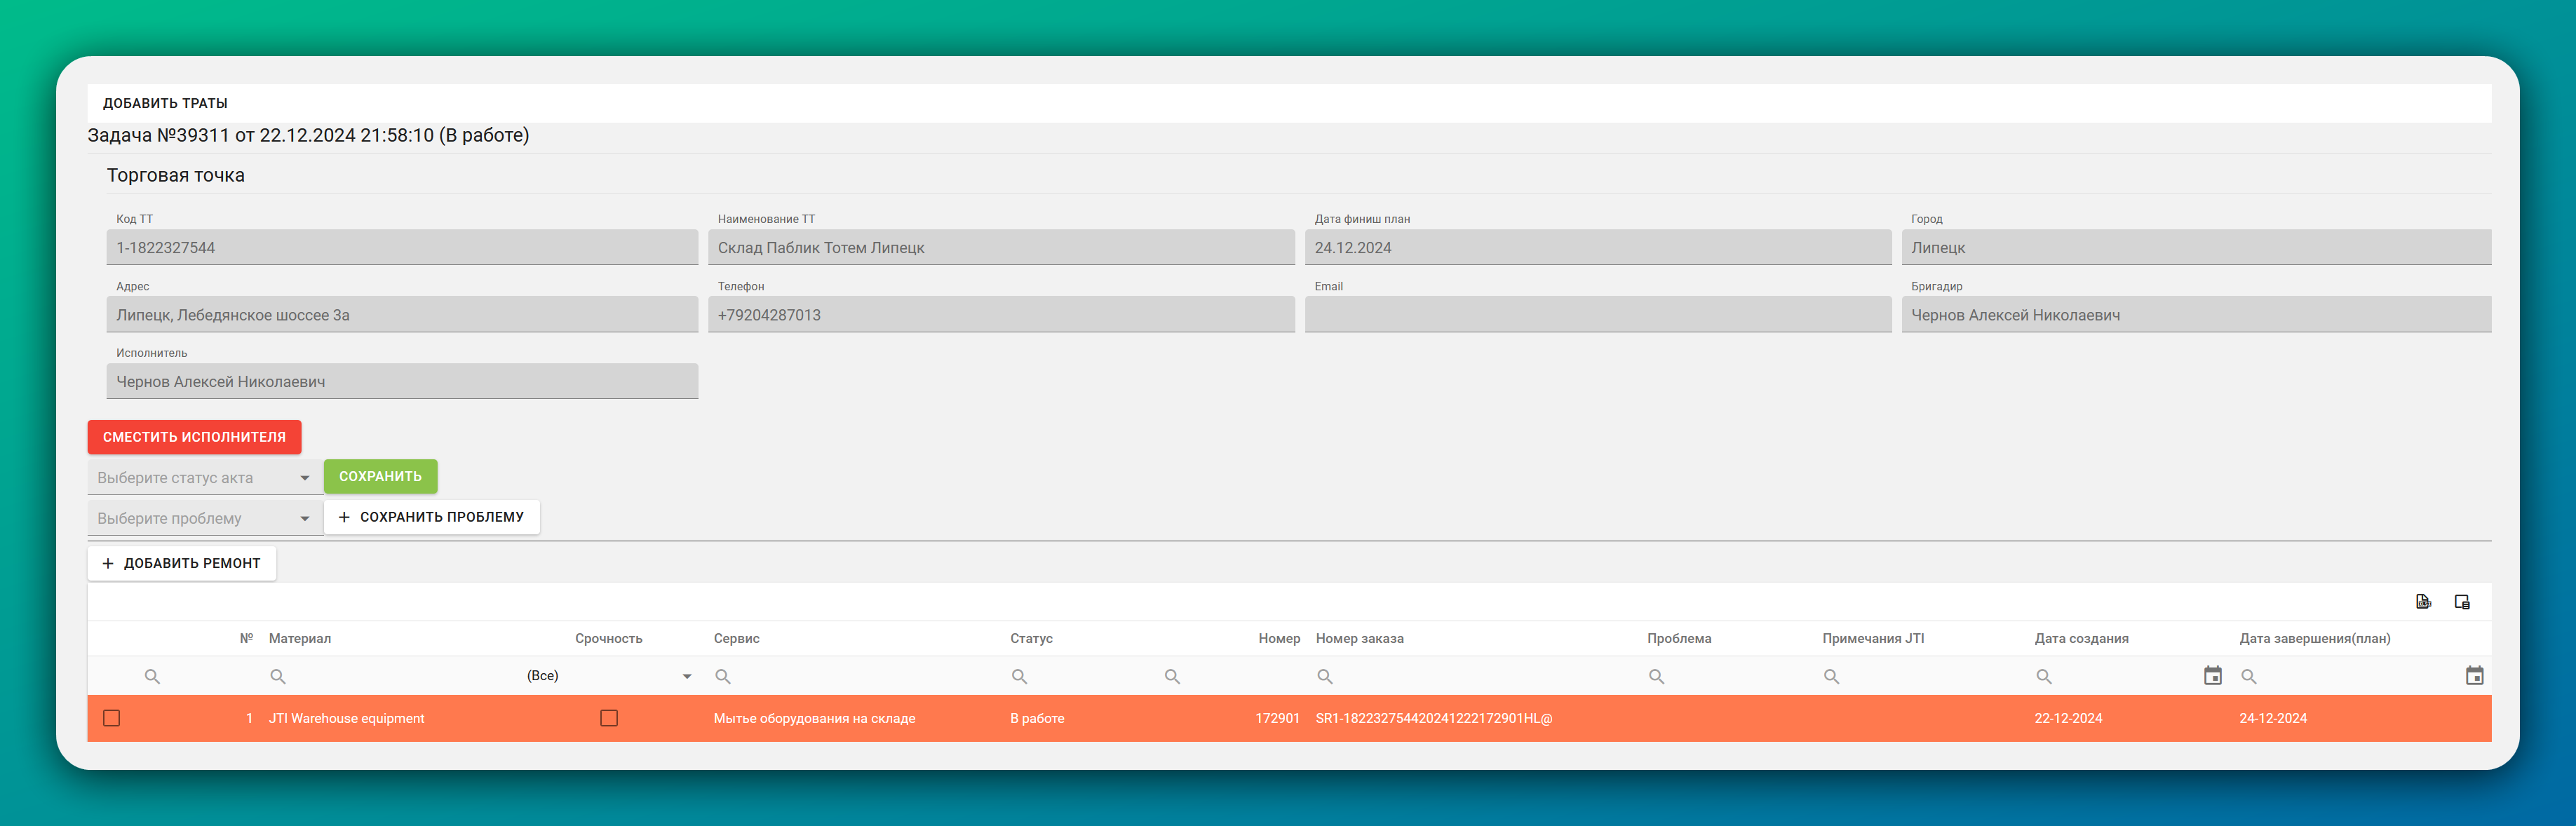 ДОБАВИТЬ ТРАТЫ
Задача №39311 от 22.12.2024 21:58:10 (В работе)
Торговая точка
Код ТТ Наименование ТТ Дата финиш план Город
1-1822327544 Склад Паблик Тотем Липецк 24.12.2024 Липецк
Адрес Телефон Email Бригадир
Липецк, Лебедянское шоссее 3а +79204287013 Чернов Алексей Николаевич
Исполнитель
Чернов Алексей Николаевич
СМЕСТИТЬ ИСПОЛНИТЕЛЯ
Выберите статус акта СОХРАНИТЬ
Выберите проблему + СОХРАНИТЬ ПРОБЛЕМУ
+ ДОБАВИТЬ РЕМОНТ
№ Материал Срочность Сервис Статус Номер Номер заказа Проблема Примечания JTI Дата создания Дата завершения(план)
(Все)
1 JTI Warehouse equipment Мытье оборудования на складе В работе 172901 SR1-182232754420241222172901HL@ 22-12-2024 24-12-2024